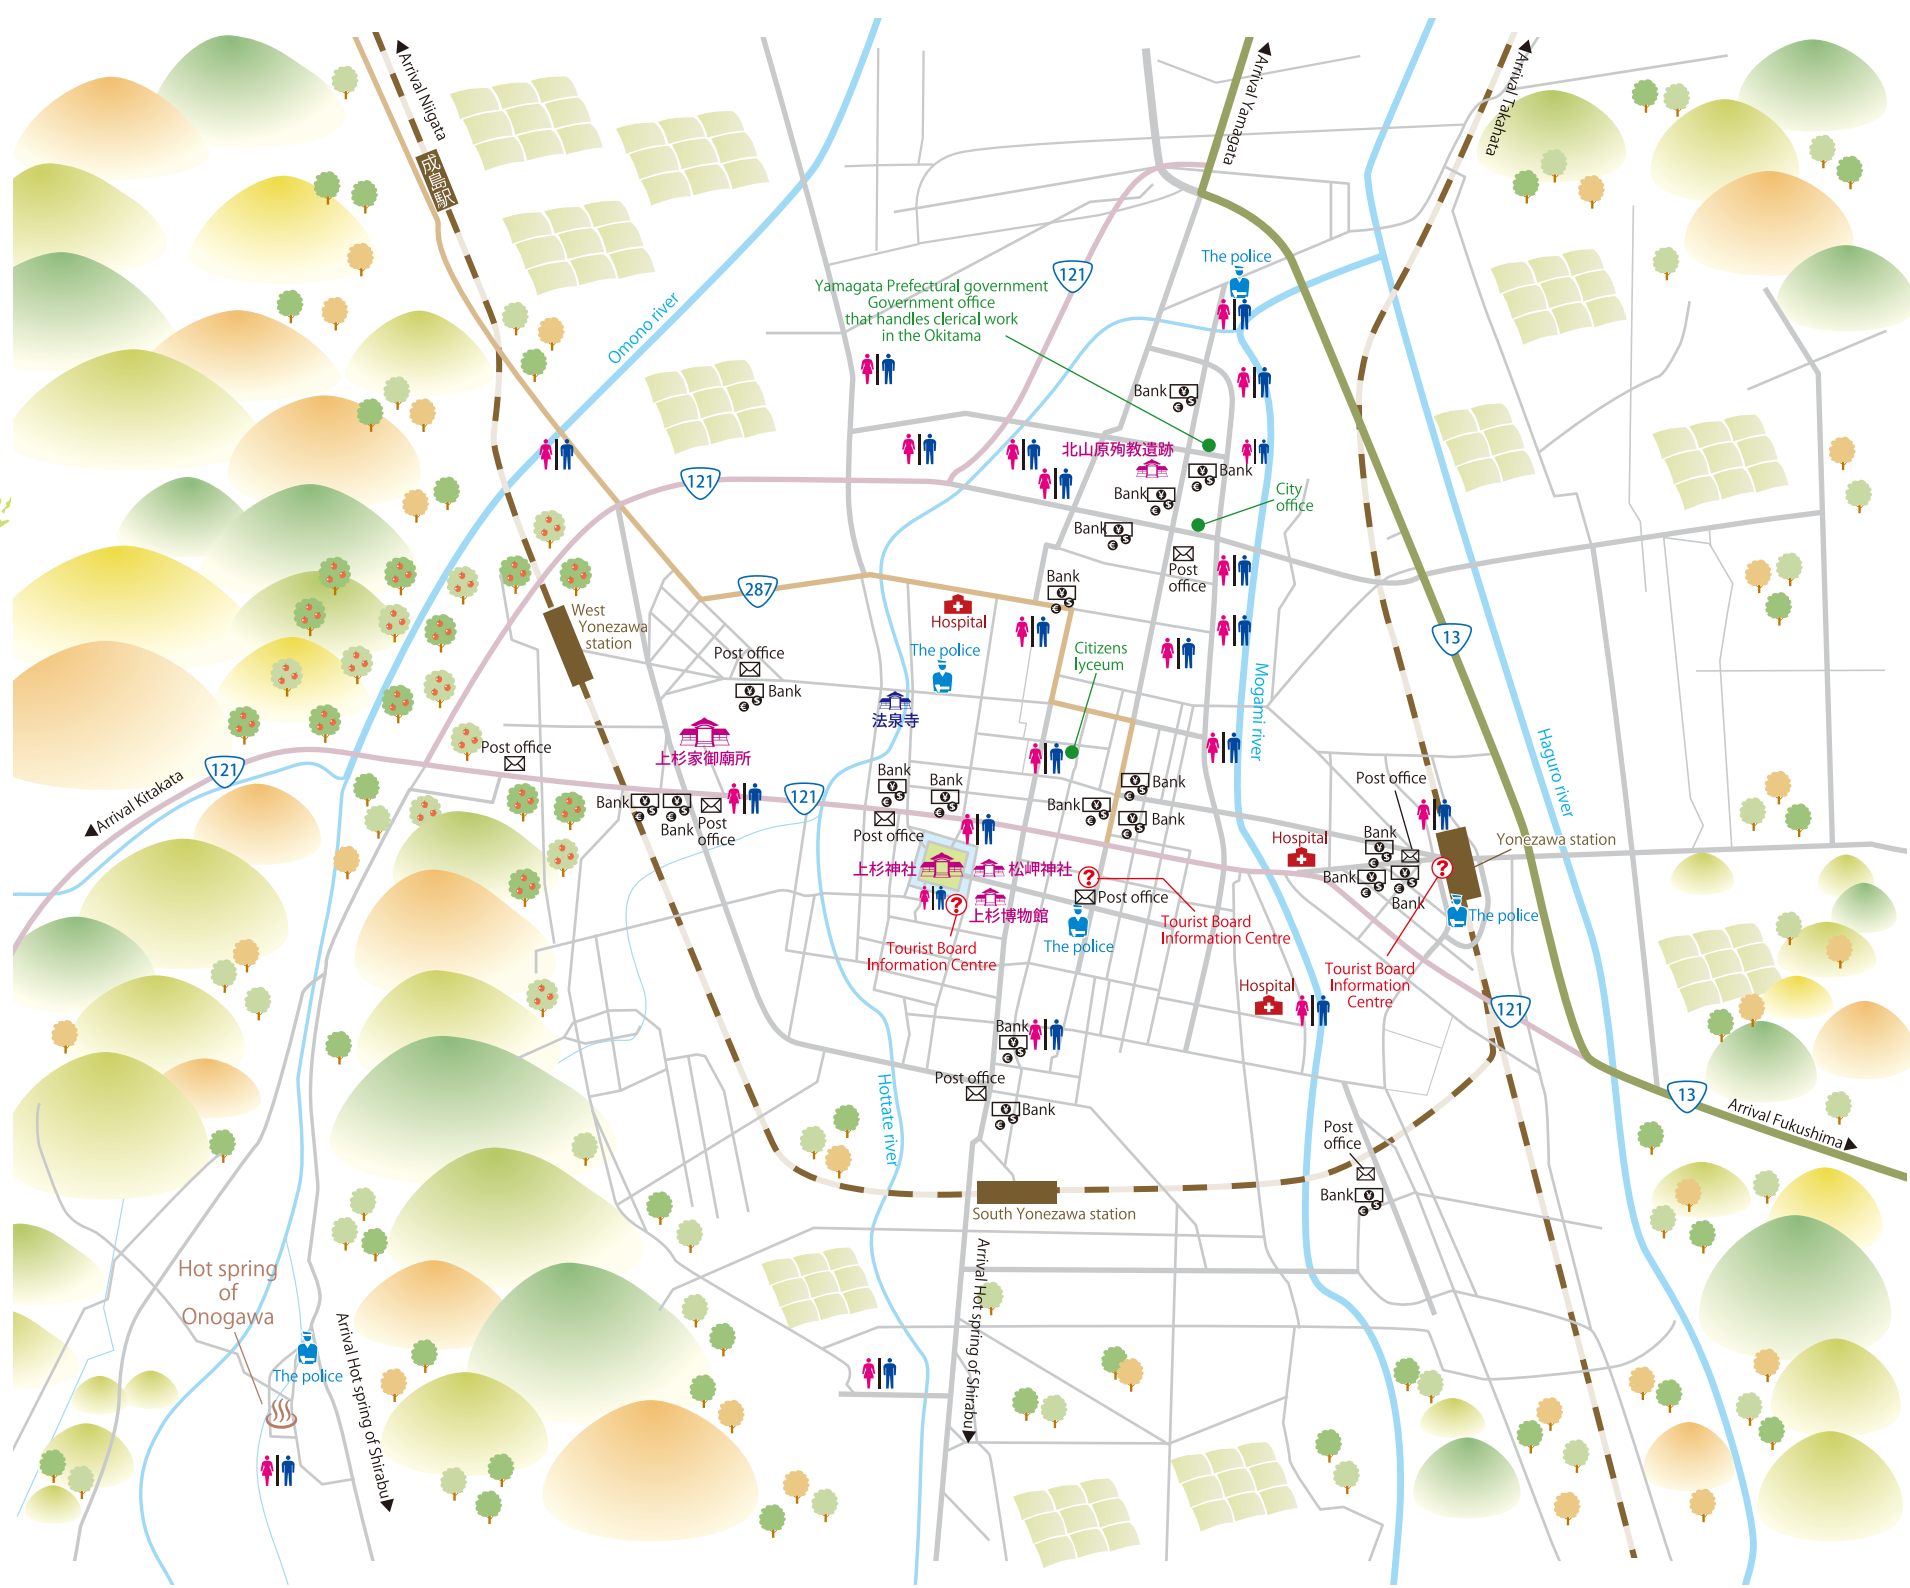 Arrival Niigata
成島駅
Arrival Yamagata
Arrival Takahata
The police
121
Yamagata Prefectural government
Government office
that handles clerical work
in the Okitama
Omono river
Bank
北山原殉教遺跡
Bank
121
Bank
City
office
Bank
Post
office
Bank
287
Hospital
West
Yonezawa
station
13
The police
Citizens
lyceum
Post office
Bank
Mogami river
法泉寺
Haguro river
上杉家御廟所
Post office
121
Arrival Kitakata
121
Bank
Bank
Bank
Post office
Bank
Bank
Post
office
Bank
Bank
Post office
Hospital
Bank
Yonezawa station
上杉神社
松岬神社
Bank
Bank
Post office
上杉博物館
The police
Tourist Board
Information Centre
The police
Tourist Board
Information Centre
Tourist Board
Information
Centre
Hospital
121
Bank
Post office
Hottate river
Bank
13
Arrival Fukushima
Post
office
Bank
South Yonezawa station
Hot spring
of
Onogawa
Arrival Hot spring of Shirabu
The police
Arrival Hot spring of Shirabu